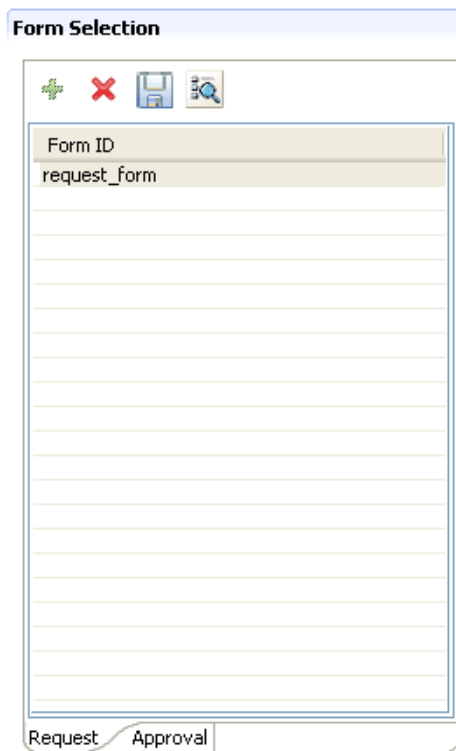 Form Selection
Form ID
request_form
Request Approval